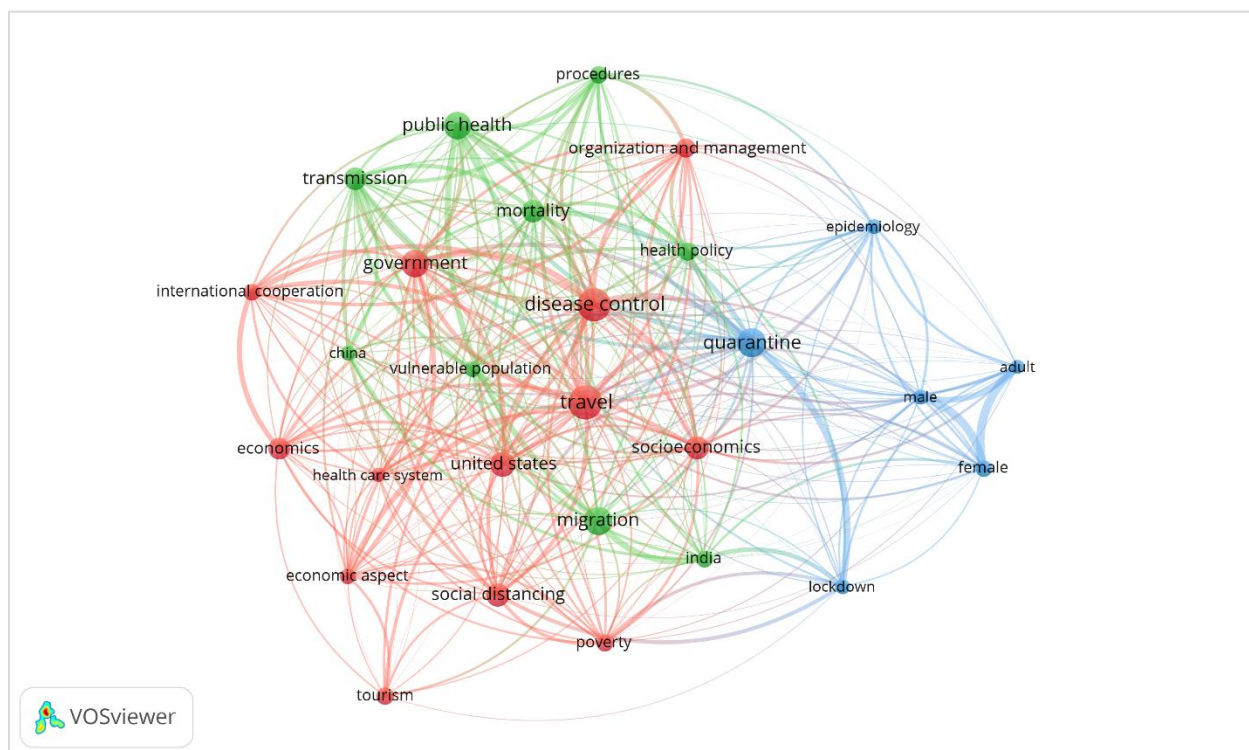 procedures
public health
organization and management
transmission
mortality
epidemiology
health policy
government
international cooperation
disease control
quarantine
china
vulnerable population
adult
male
travel
economics
socioeconomics
united states
female
health care system
migration
india
economic aspect
lockdown
social distancing
poverty
tourism
VOSviewer